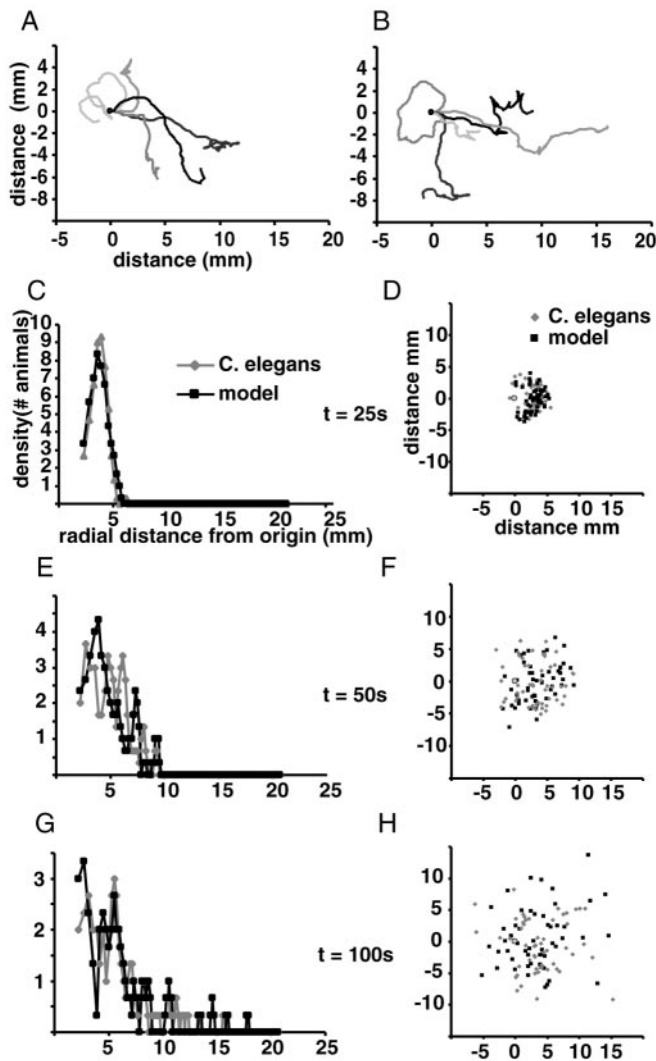 A
B
distance (mm)
4
2
0
-2
-4
-6
-8
-5 0 5 10 15 20
distance (mm)
4
2
0
-2
-4
-6
-8
-5 0 5 10 15 20
C
density(# animals)
10
9
8
7
6
5
4
3
2
1
C. elegans
model
5 10 15 20 25
radial distance from origin (mm)
t = 25s
D
C. elegans
model
distance mm
10
5
0
-5
-10
-5 0 5 10 15
distance mm
E
4
3
2
1
5 10 15 20 25
t = 50s
F
10
5
0
-5
-10
-5 0 5 10 15
G
3
2
1
5 10 15 20 25
t = 100s
H
10
5
0
-5
-10
-5 0 5 10 15